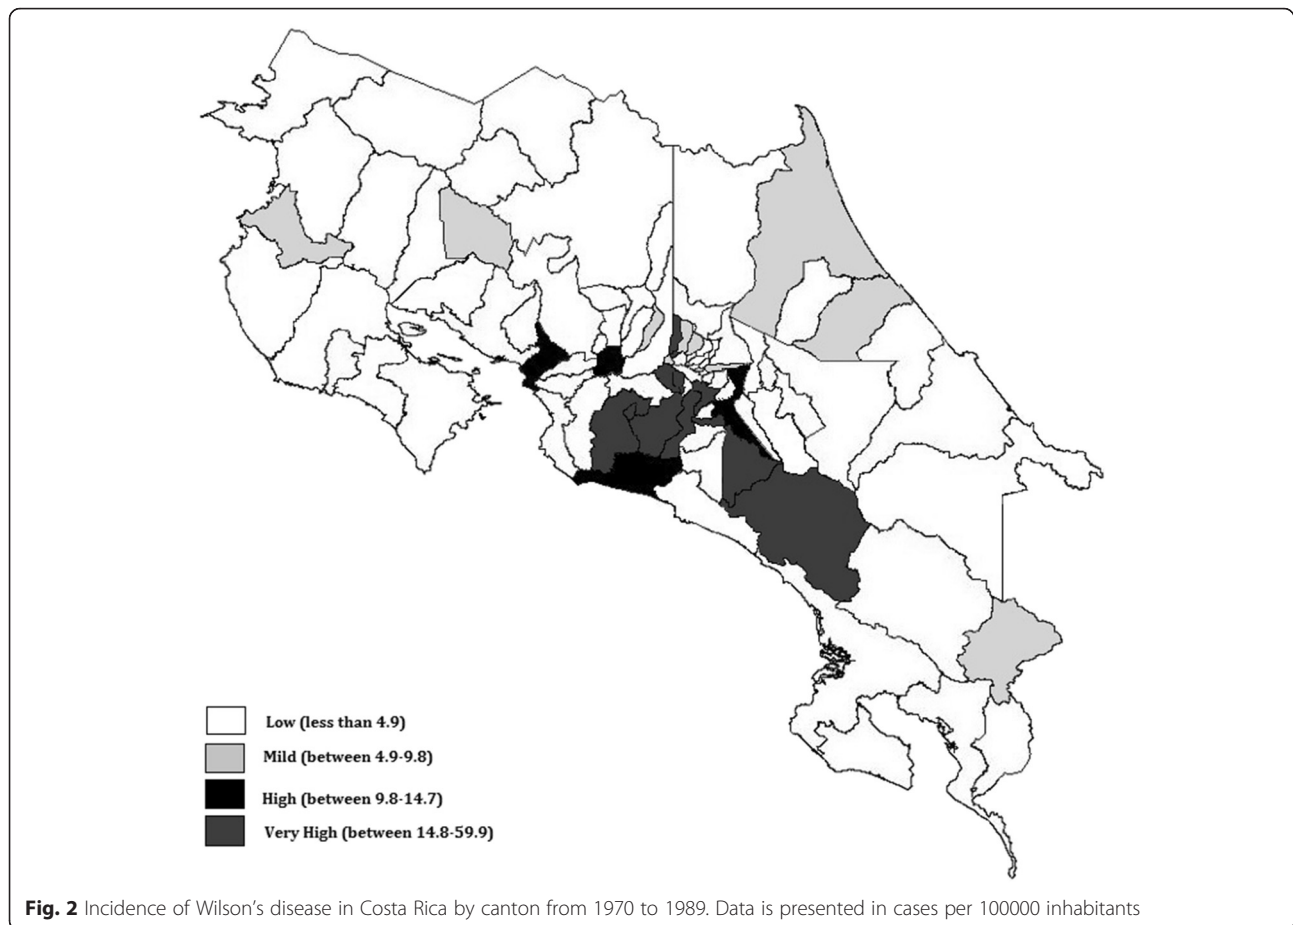 Low (less than 4.9)
Mild (between 4.9-9.8)
High (between 9.8-14.7)
Very High (between 14.8-59.9)
Fig. 2 Incidence of Wilson’s disease in Costa Rica by canton from 1970 to 1989. Data is presented in cases per 100000 inhabitants